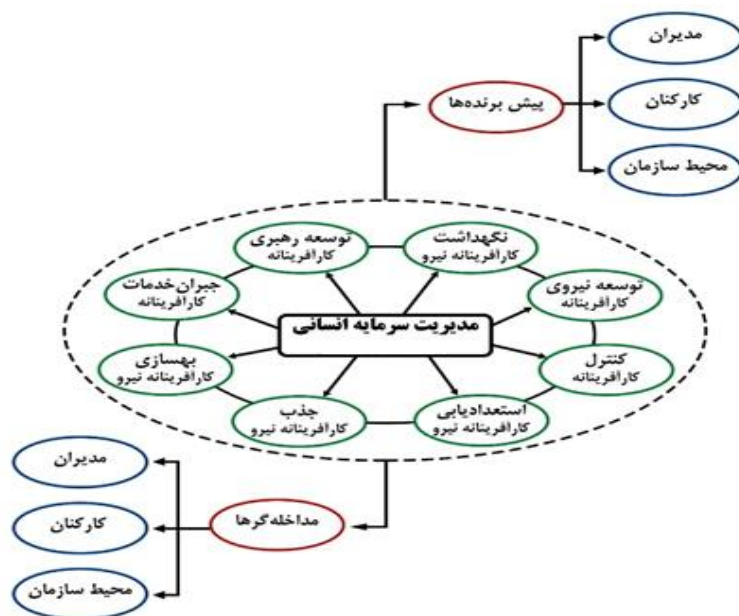 مدیران
پیش برنده‌ها
کارکنان
محیط سازمان
نگهداشت
کارآفرینانه نیرو
توسعه رهبری
کارآفرینانه
توسعه نیروی
کارآفرینانه
جبران‌خدمات
کارآفرینانه
مدیریت سرمایه انسانی
کنترل
کارآفرینانه
بهسازی
کارآفرینانه نیرو
استعدادیابی
کارآفرینانه نیرو
جذب
کارآفرینانه نیرو
مدیران
مداخله‌گرها
کارکنان
محیط سازمان